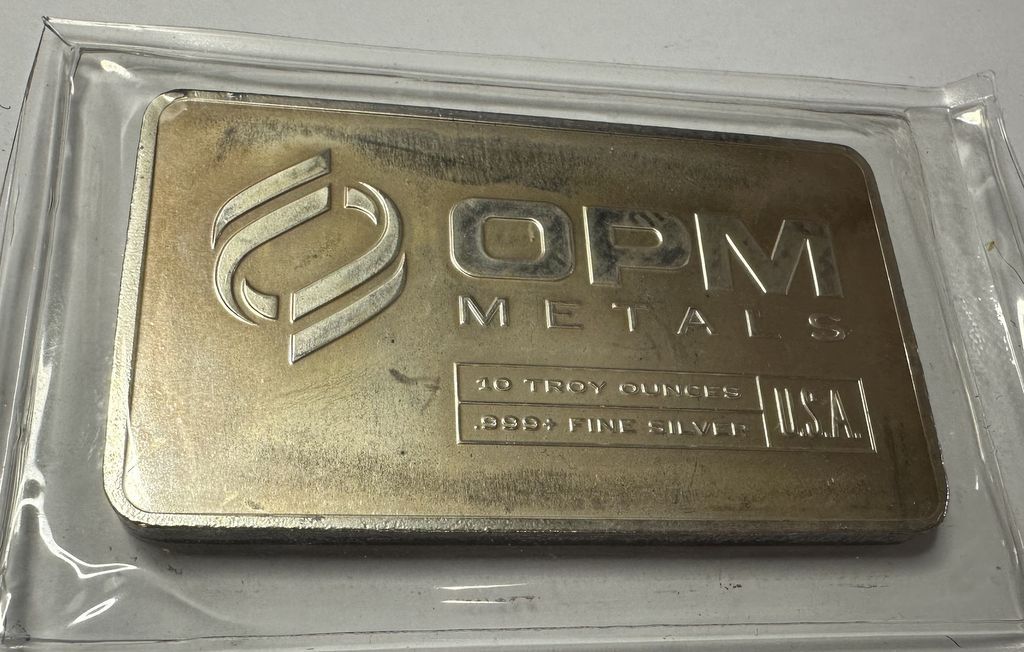 OPM
METALS
10 TROY OUNCES
.999+ FINE SILVER
U.S.A.